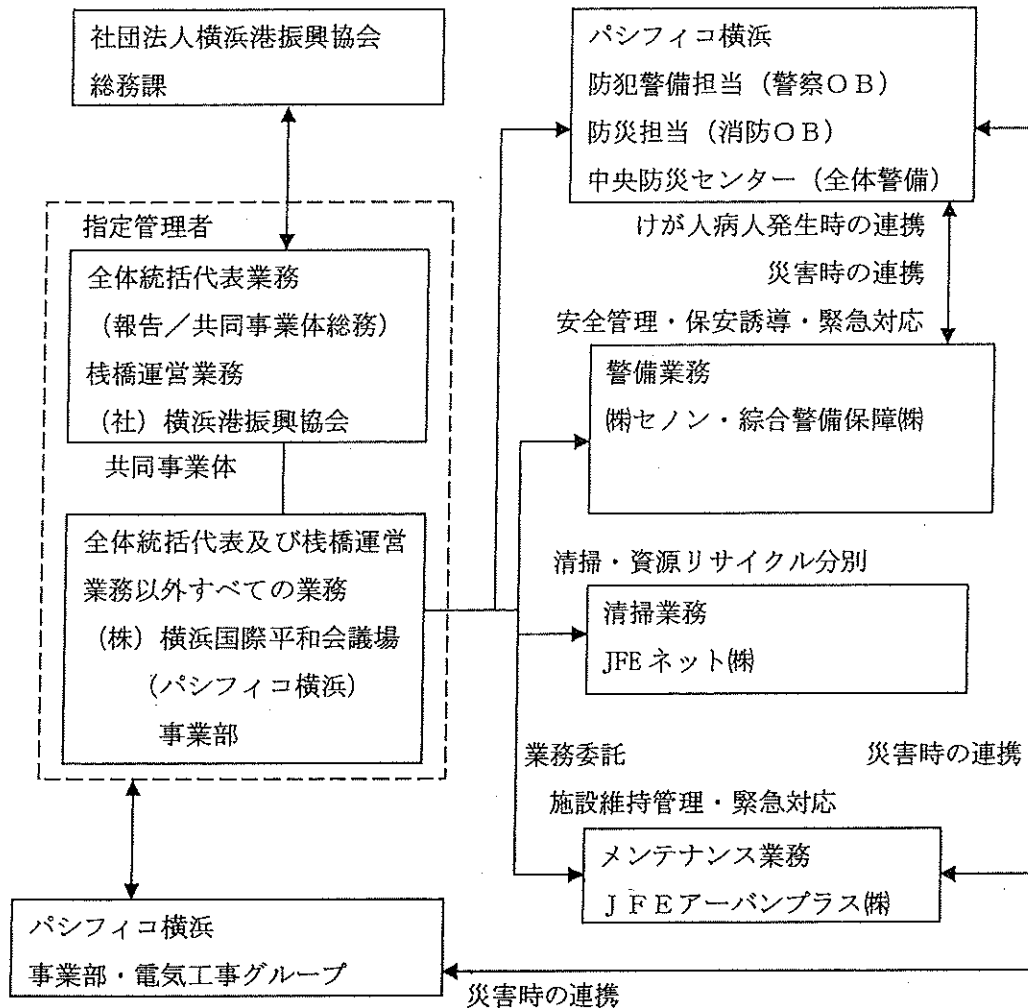 社団法人横浜港振興協会
総務課
指定管理者
全体統括代表業務
（報告／共同事業体総務）
桟橋運営業務
（社）横浜港振興協会
共同事業体
全体統括代表及び桟橋運営
業務以外すべての業務
（株）横浜国際平和会議場
（パシフィコ横浜）
事業部
パシフィコ横浜
事業部・電気工事グループ
パシフィコ横浜
防犯警備担当（警察ＯＢ）
防災担当（消防ＯＢ）
中央防災センター（全体警備）
けが人病人発生時の連携
災害時の連携
安全管理・保安誘導・緊急対応
警備業務
㈱セノン・綜合警備保障㈱
清掃・資源リサイクル分別
清掃業務
JFEネット㈱
業務委託
災害時の連携
施設維持管理・緊急対応
メンテナンス業務
ＪＦＥアーバンプラス㈱
災害時の連携